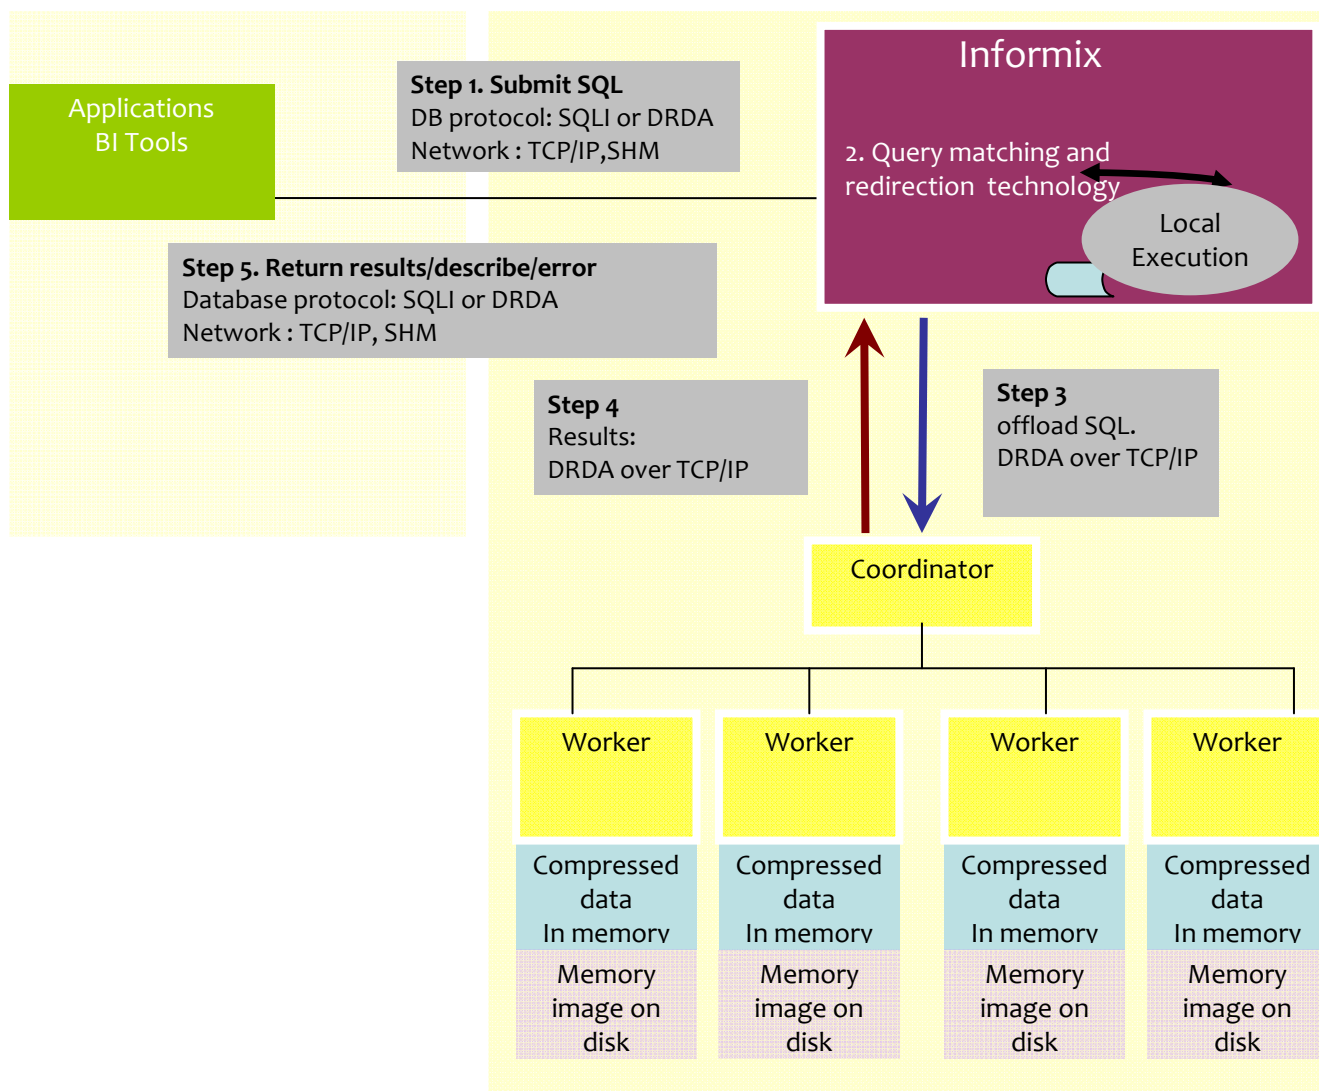 Informix
Applications
BI Tools
Step 1. Submit SQL
DB protocol: SQLI or DRDA
Network : TCP/IP,SHM
2. Query matching and
redirection technology
Local
Execution
Step 5. Return results/describe/error
Database protocol: SQLI or DRDA
Network : TCP/IP, SHM
Step 4
Results:
DRDA over TCP/IP
Step 3
offload SQL.
DRDA over TCP/IP
Coordinator
Worker
Worker
Worker
Worker
Compressed
data
In memory
Compressed
data
In memory
Compressed
data
In memory
Compressed
data
In memory
Memory
image on
disk
Memory
image on
disk
Memory
image on
disk
Memory
image on
disk